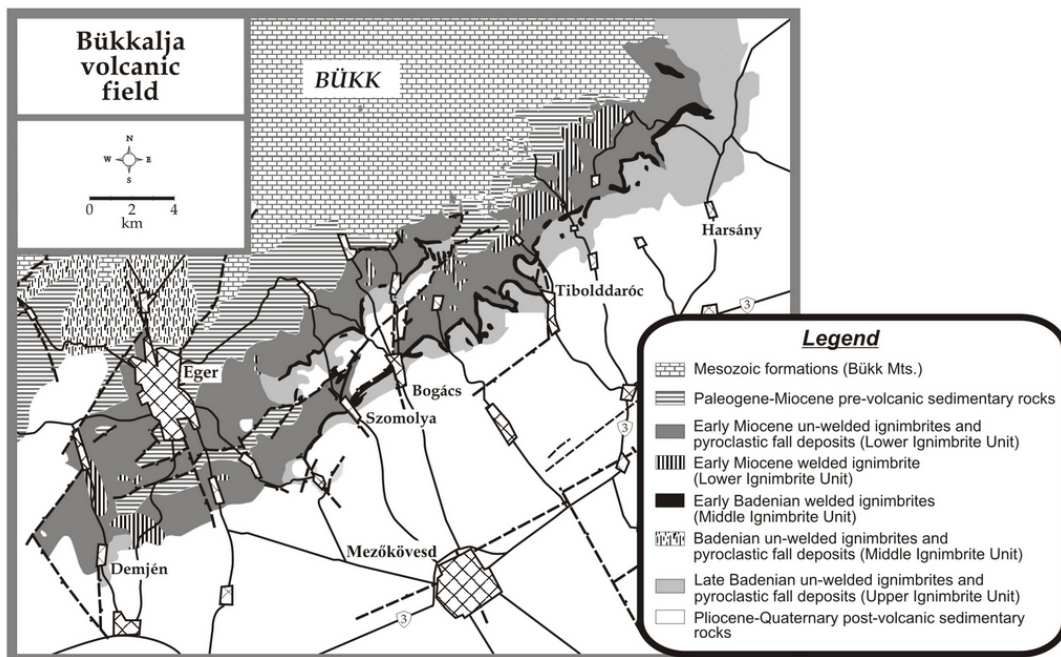 Bükkalja
volcanic
field
N
W E
S
0 2 4
km
BÜKK
Harsány
Tibolddaróc
3
Eger
Bogács
Szomolya
3
Mezőkövesd
Demjén
3
Legend
Mesozoic formations (Bükk Mts.)
Paleogene-Miocene pre-volcanic sedimentary rocks
Early Miocene un-welded ignimbrites and
pyroclastic fall deposits (Lower Ignimbrite Unit)
Early Miocene welded ignimbrite
(Lower Ignimbrite Unit)
Early Badenian welded ignimbrites
(Middle Ignimbrite Unit)
Badenian un-welded ignimbrites and
pyroclastic fall deposits (Middle Ignimbrite Unit)
Late Badenian un-welded ignimbrites and
pyroclastic fall deposits (Upper Ignimbrite Unit)
Pliocene-Quaternary post-volcanic sedimentary
rocks